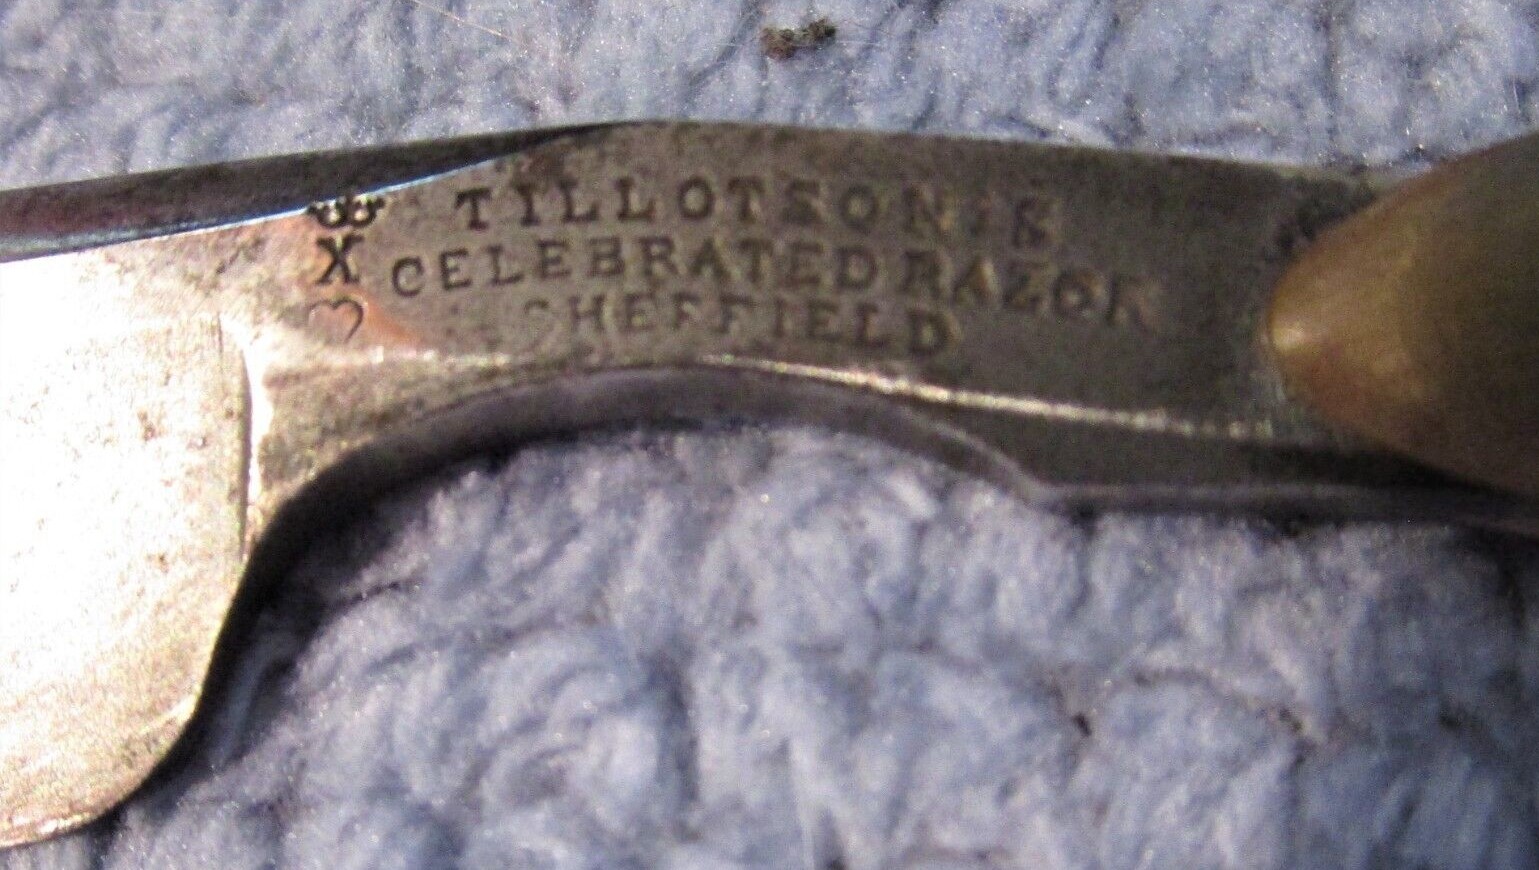 TILLOTSON'S
X CELEBRATED RAZOR
SHEFFIELD